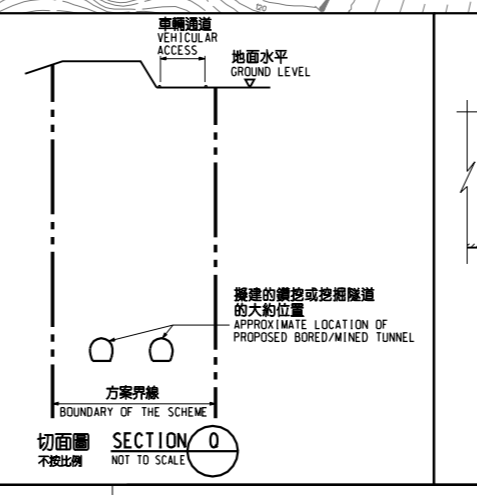 車輛通道
VEHICULAR
ACCESS
地面水平
GROUND LEVEL
擬建的鑽挖或挖掘隧道
的大約位置
APPROXIMATE LOCATION OF
PROPOSED BORED/MINED TUNNEL
方案界線
BOUNDARY OF THE SCHEME
切面圖 SECTION O
不按比例 NOT TO SCALE